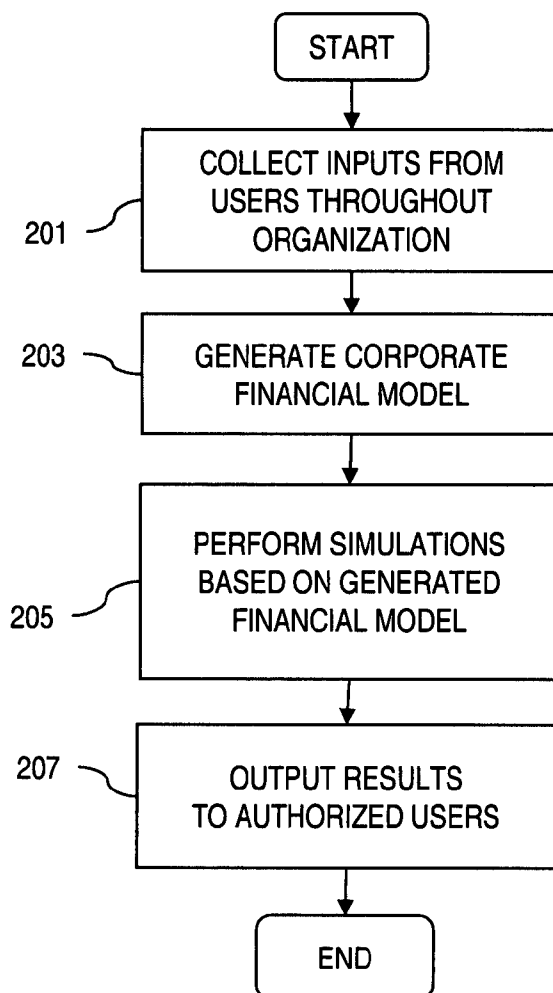 START
COLLECT INPUTS FROM
USERS THROUGHOUT
ORGANIZATION
201
GENERATE CORPORATE
FINANCIAL MODEL
203
PERFORM SIMULATIONS
BASED ON GENERATED
FINANCIAL MODEL
205
OUTPUT RESULTS
TO AUTHORIZED USERS
207
END